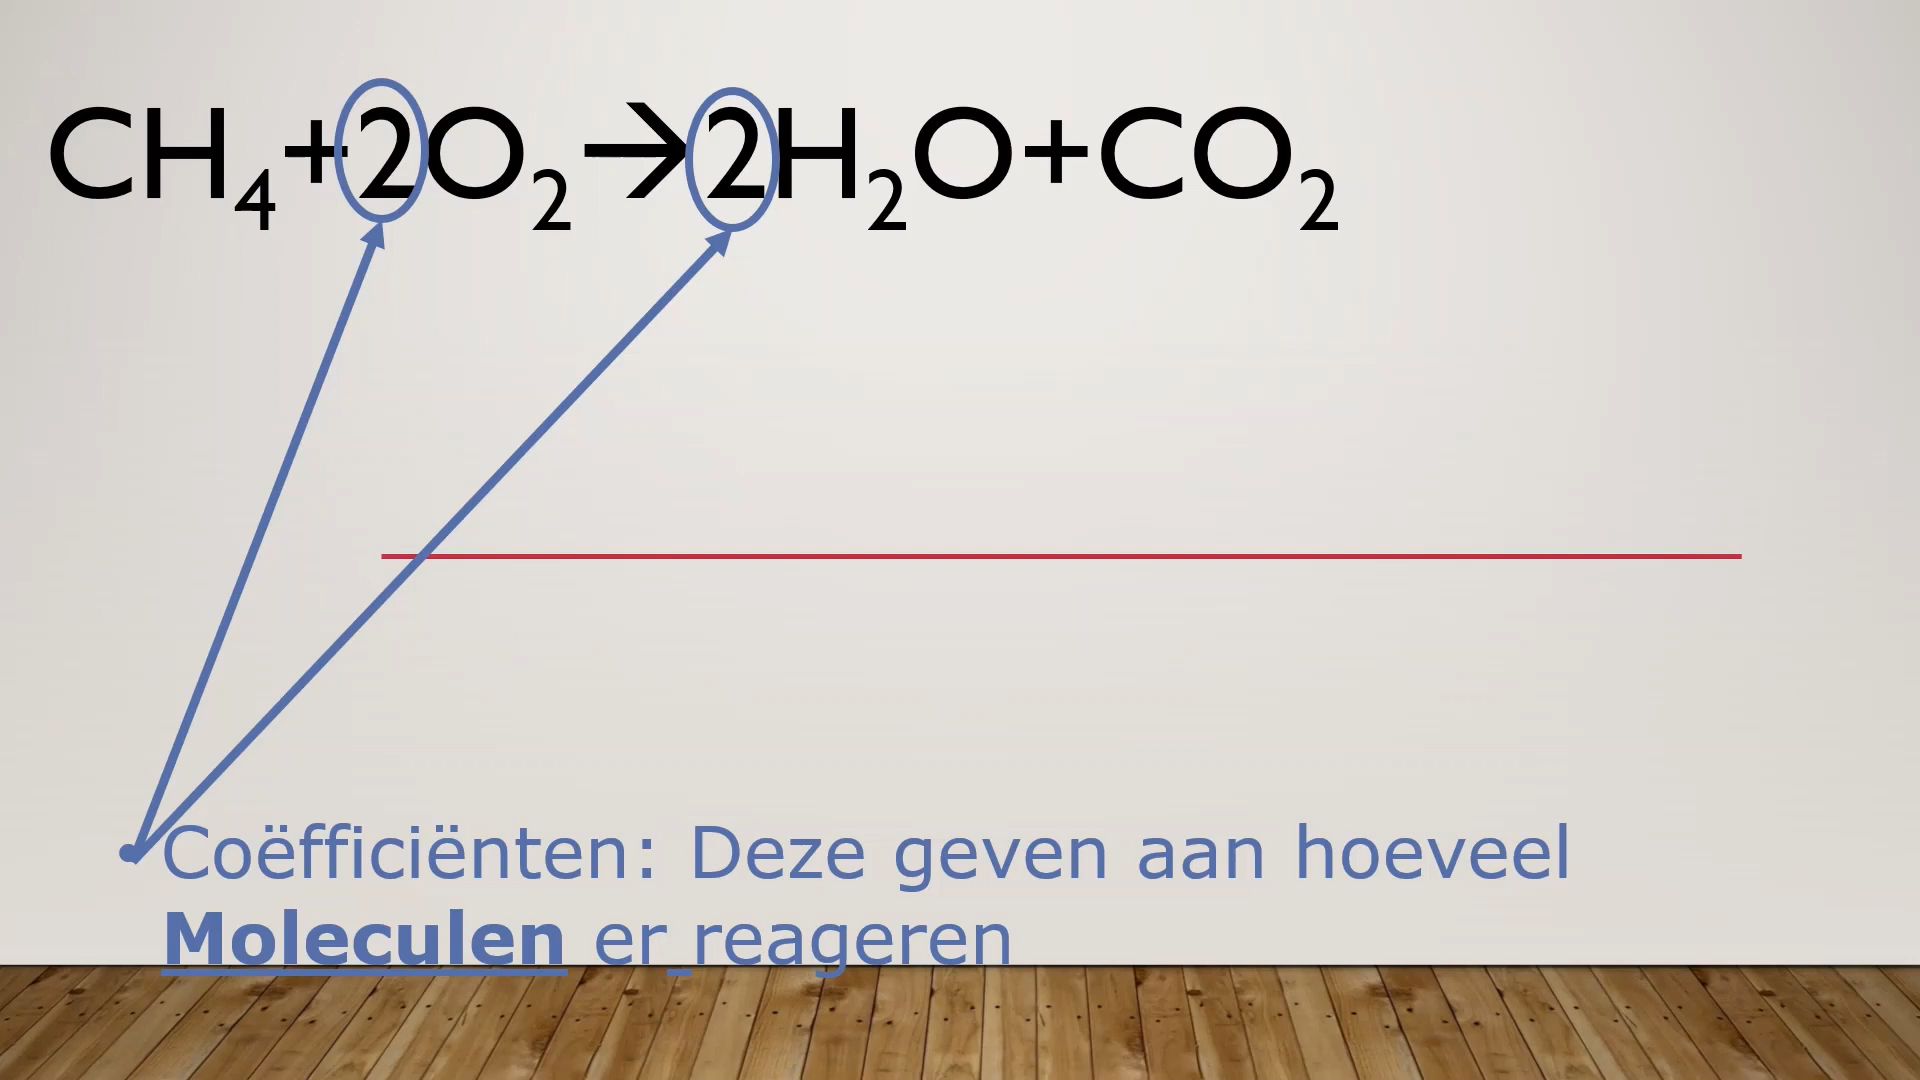 CH₄+2O₂→2H₂O+CO₂
• Coëfficiënten: Deze geven aan hoeveel
Moleculen er reageren